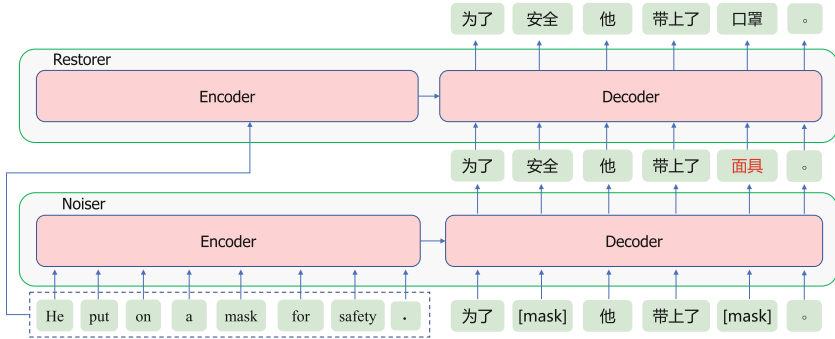 为了 安全 他 带上了 口罩 。
Restorer
Encoder Decoder
为了 安全 他 带上了 面具 。
Noiser
Encoder Decoder
He put on a mask for safety . 为了 [mask] 他 带上了 [mask] 。